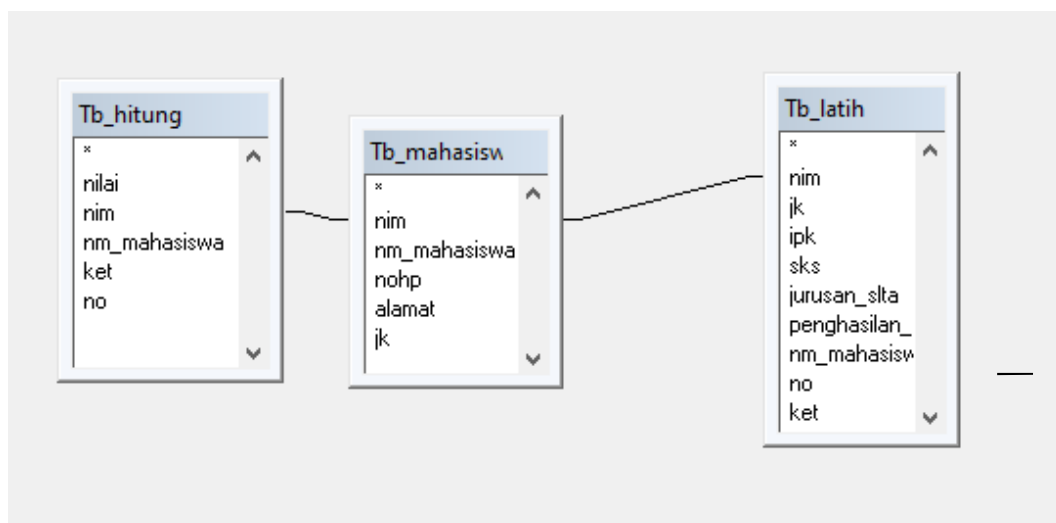 Tb_hitung
*
nilai
nim
nm_mahasiswa
ket
no
Tb_mahasisw
*
nim
nm_mahasiswa
nohp
alamat
jk
Tb_latih
*
nim
jk
ipk
sks
jurusan_slta
penghasilan_
nm_mahasisw
no
ket